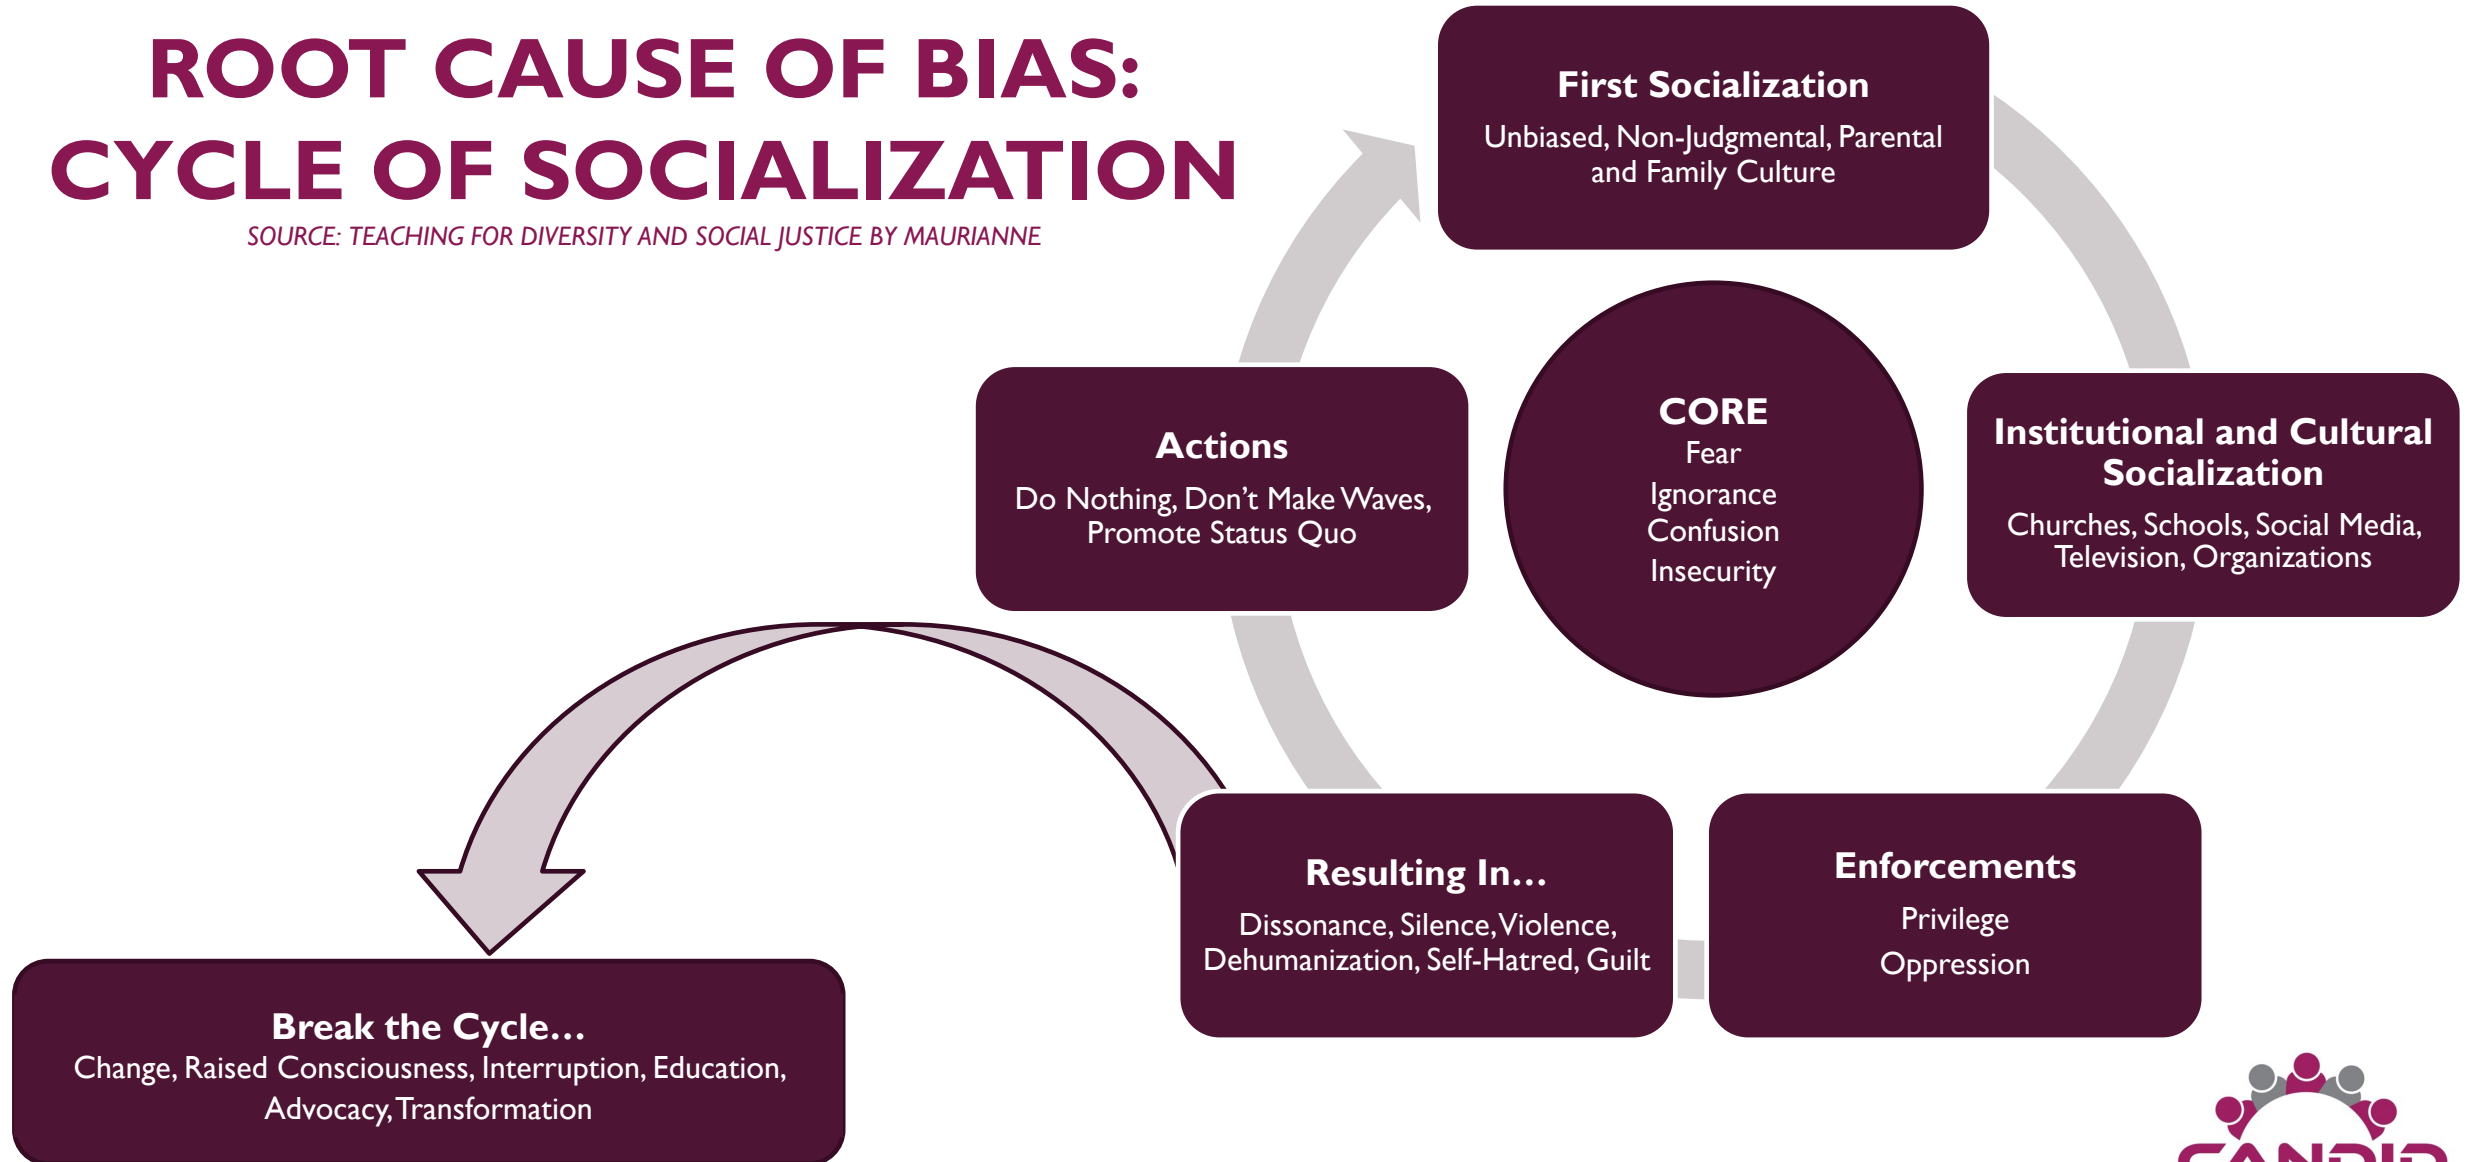 ROOT CAUSE OF BIAS:
CYCLE OF SOCIALIZATION
SOURCE: TEACHING FOR DIVERSITY AND SOCIAL JUSTICE BY MAURIANNE
First Socialization
Unbiased, Non-Judgmental, Parental
and Family Culture
Institutional and Cultural
Socialization
Churches, Schools, Social Media,
Television, Organizations
Enforcements
Privilege
Oppression
Resulting In…
Dissonance, Silence, Violence,
Dehumanization, Self-Hatred, Guilt
Actions
Do Nothing, Don’t Make Waves,
Promote Status Quo
CORE
Fear
Ignorance
Confusion
Insecurity
Break the Cycle…
Change, Raised Consciousness, Interruption, Education,
Advocacy, Transformation
CANDID